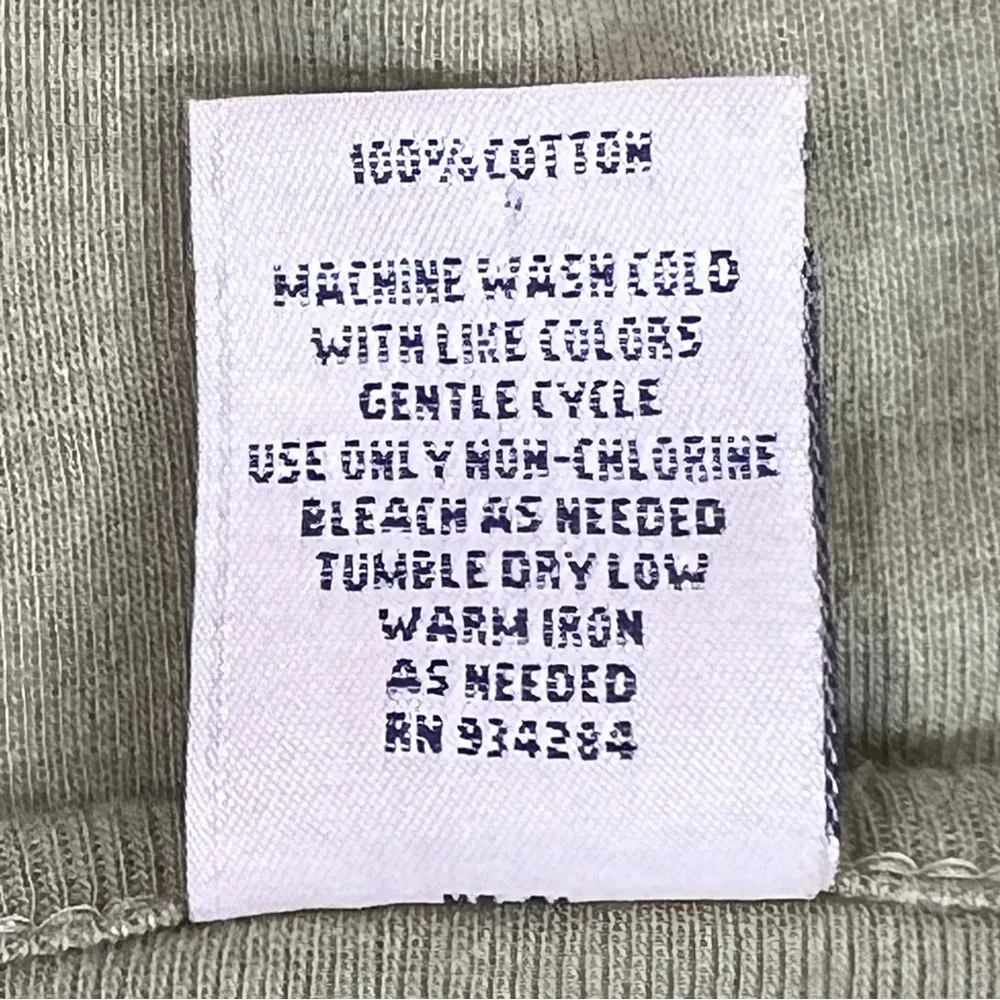 100% COTTON
MACHINE WASH COLD
WITH LIKE COLORS
GENTLE CYCLE
USE ONLY NON-CHLORINE
BLEACH AS NEEDED
TUMBLE DRY LOW
WARM IRON
AS NEEDED
RN 934284